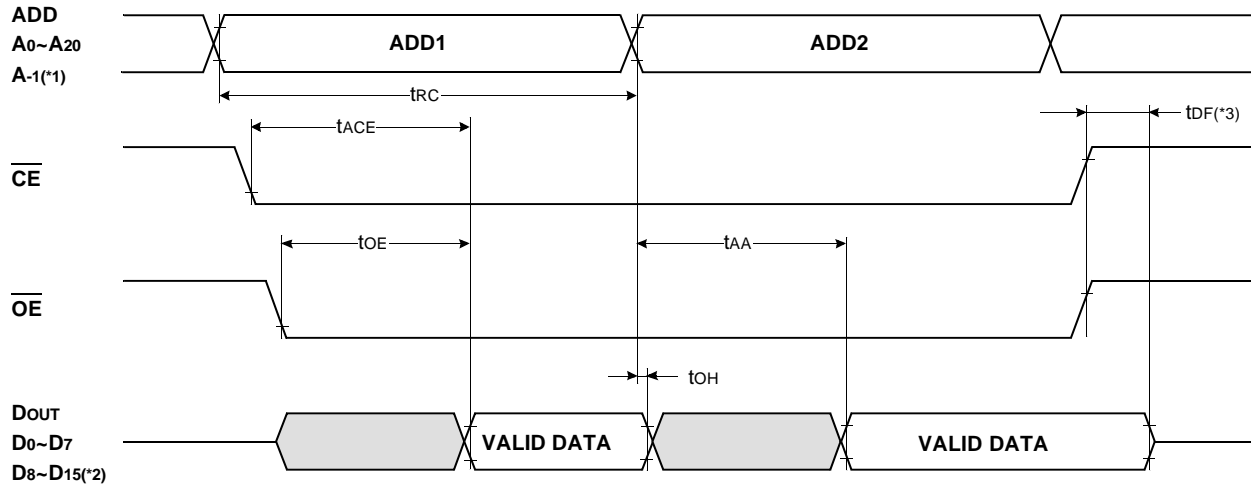 ADD
A0~A20
A-1(*1)
ADD1
ADD2
tRC
tACE
tDF(*3)
CE
tOE
tAA
OE
tOH
DOUT
D0~D7
D8~D15(*2)
VALID DATA
VALID DATA